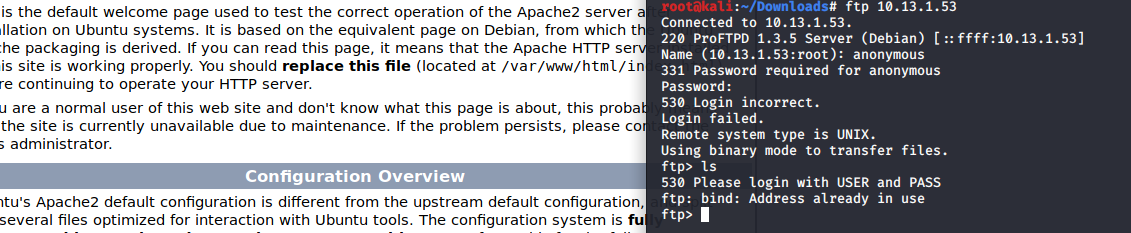 is the default welcome page used to test the correct operation of the Apache2 server
allation on Ubuntu systems. It is based on the equivalent page on Debian, from which the
che packaging is derived. If you can read this page, it means that the Apache HTTP server
his site is working properly. You should replace this file (located at /var/www/html/
re continuing to operate your HTTP server.
u are a normal user of this web site and don't know what this page is about, this
the site is currently unavailable due to maintenance. If the problem persists, please
s administrator.
Configuration Overview
ntu's Apache2 default configuration is different from the upstream default configuration,
several files optimized for interaction with Ubuntu tools. The configuration system is
root@kali:~/Downloads# ftp 10.13.1.53
Connected to 10.13.1.53.
220 ProFTPD 1.3.5 Server (Debian) [::ffff:10.13.1.53]
Name (10.13.1.53:root): anonymous
331 Password required for anonymous
Password:
530 Login incorrect.
Login failed.
Remote system type is UNIX.
Using binary mode to transfer files.
ftp> ls
530 Please login with USER and PASS
ftp: bind: Address already in use
ftp>